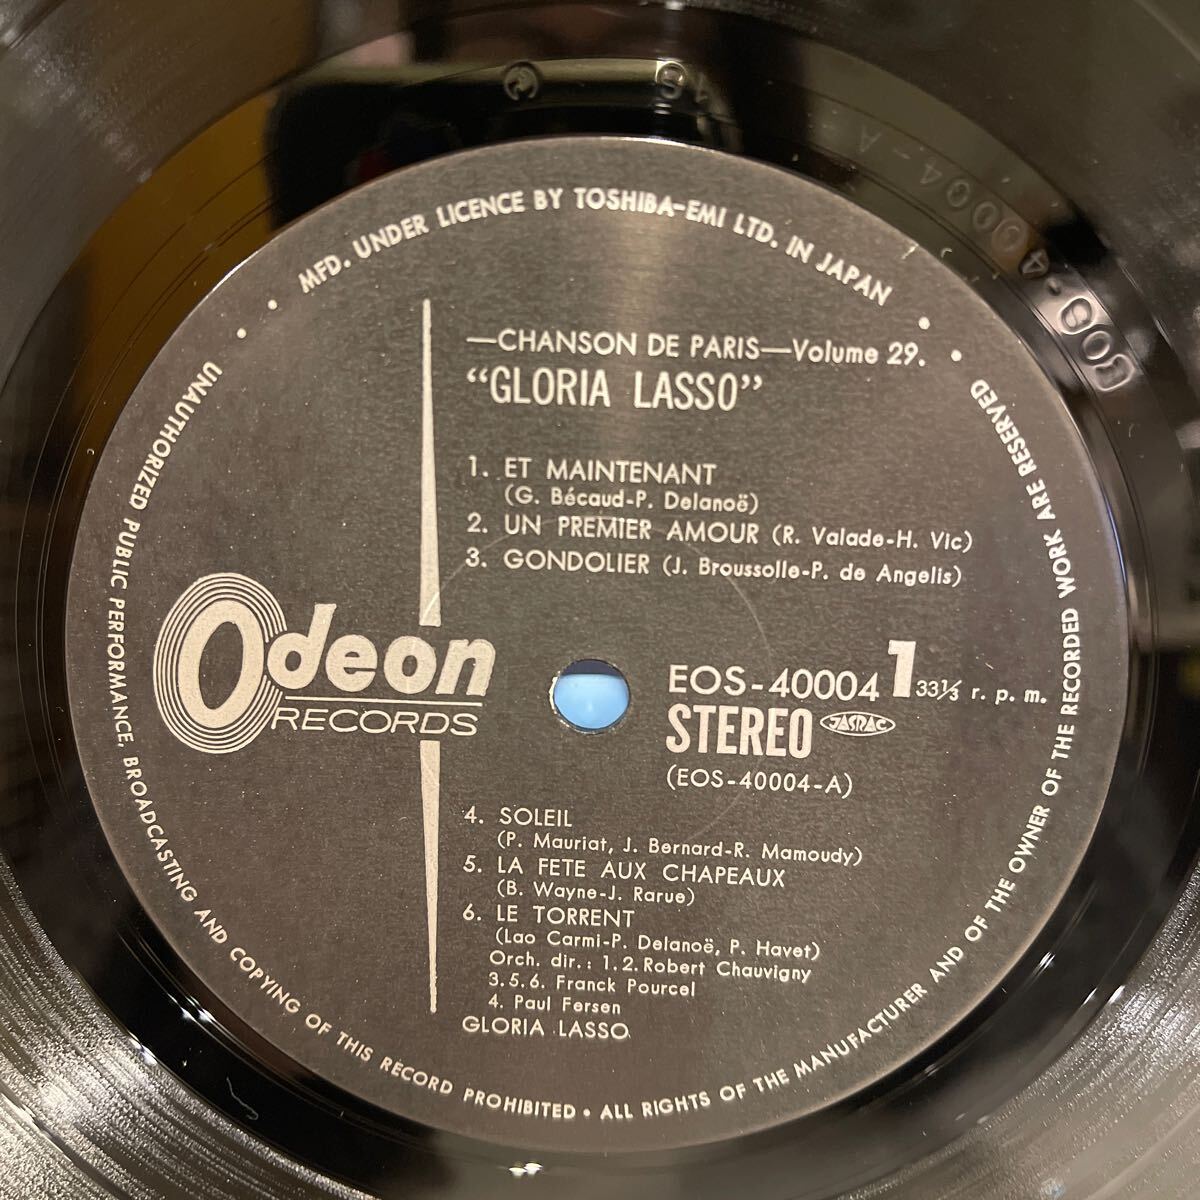 MFD. UNDER LICENCE BY TOSHIBA-EMI LTD. IN JAPAN
—CHANSON DE PARIS—Volume 29.
“GLORIA LASSO”
1. ET MAINTENANT
(G. Bécaud-P. Delanoë)
2. UN PREMIER AMOUR (R. Valade-H. Vic)
3. GONDOLIER (J. Broussolle-P. de Angelis)
Odeon
RECORDS
EOS-40004 1 33⅓ r. p. m.
STEREO JASRAC
(EOS-40004-A)
4. SOLEIL
(P. Mauriat, J. Bernard-R. Mamoudy)
5. LA FETE AUX CHAPEAUX
(B. Wayne-J. Rarue)
6. LE TORRENT
(Lao Carmi-P. Delanoë, P. Havet)
Orch. dir.: 1.2.Robert Chauvigny
3.5.6. Franck Pourcel
4. Paul Fersen
GLORIA LASSO
UNAUTHORIZED PUBLIC PERFORMANCE, BROADCASTING AND COPYING OF THIS RECORD PROHIBITED • ALL RIGHTS OF THE MANUFACTURER AND OF THE OWNER OF THE RECORDED WORK ARE RESERVED